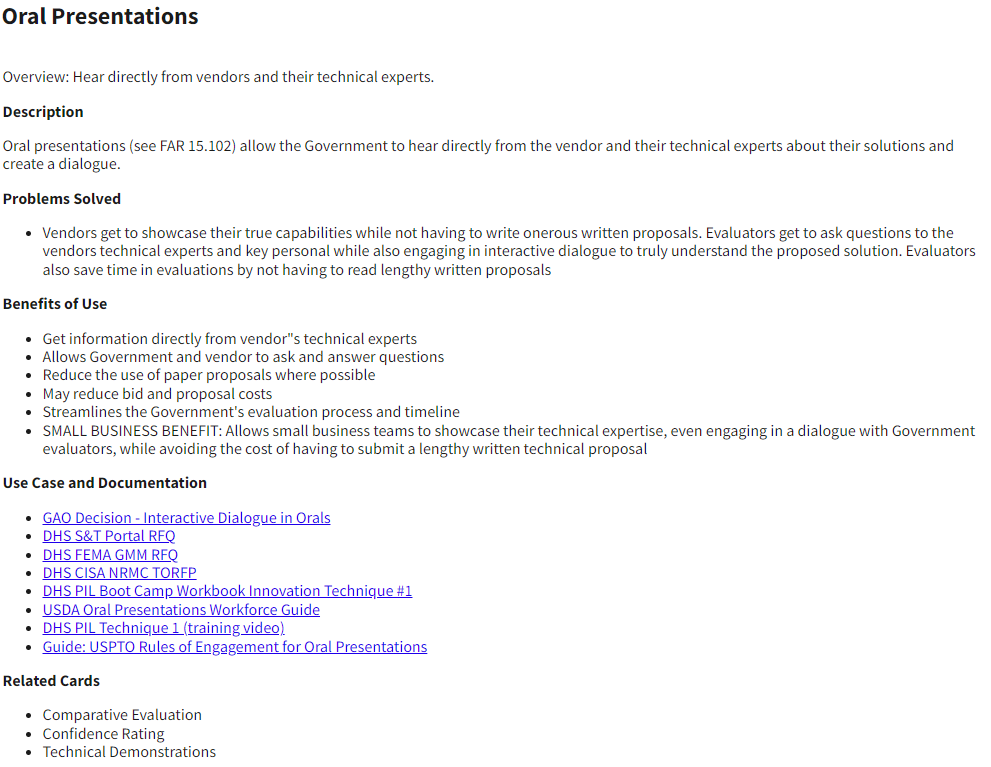 Oral Presentations
Overview: Hear directly from vendors and their technical experts.
Description
Oral presentations (see FAR 15.102) allow the Government to hear directly from the vendor and their technical experts about their solutions and
create a dialogue.
Problems Solved
• Vendors get to showcase their true capabilities while not having to write onerous written proposals. Evaluators get to ask questions to the
vendors technical experts and key personal while also engaging in interactive dialogue to truly understand the proposed solution. Evaluators
also save time in evaluations by not having to read lengthy written proposals
Benefits of Use
• Get information directly from vendor"s technical experts
• Allows Government and vendor to ask and answer questions
• Reduce the use of paper proposals where possible
• May reduce bid and proposal costs
• Streamlines the Government's evaluation process and timeline
• SMALL BUSINESS BENEFIT: Allows small business teams to showcase their technical expertise, even engaging in a dialogue with Government
evaluators, while avoiding the cost of having to submit a lengthy written technical proposal
Use Case and Documentation
• GAO Decision - Interactive Dialogue in Orals
• DHS S&T Portal RFQ
• DHS FEMA GMM RFQ
• DHS CISA NRMC TORFP
• DHS PIL Boot Camp Workbook Innovation Technique #1
• USDA Oral Presentations Workforce Guide
• DHS PIL Technique 1 (training video)
• Guide: USPTO Rules of Engagement for Oral Presentations
Related Cards
• Comparative Evaluation
• Confidence Rating
• Technical Demonstrations